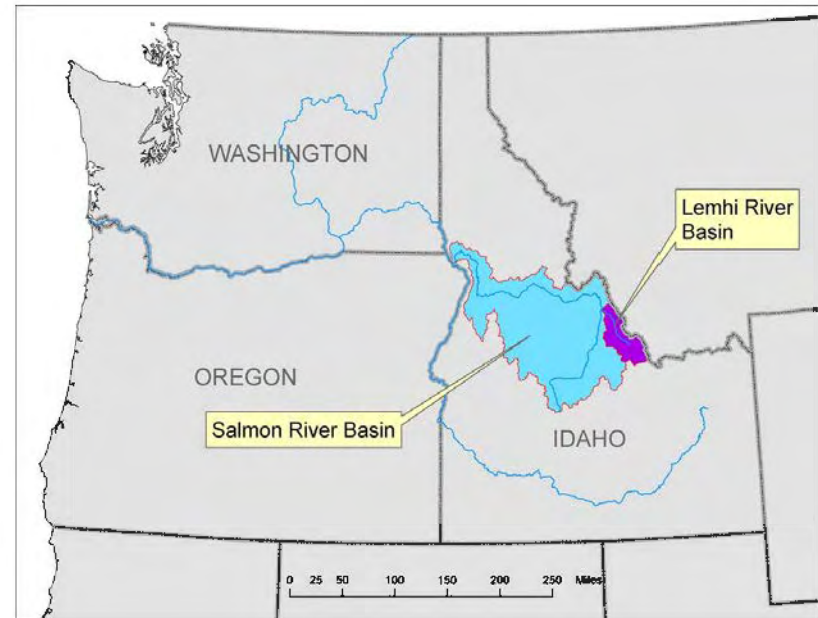 WASHINGTON
Lemhi River
Basin
OREGON
Salmon River Basin
IDAHO
0 25 50 100 150 200 250 Miles